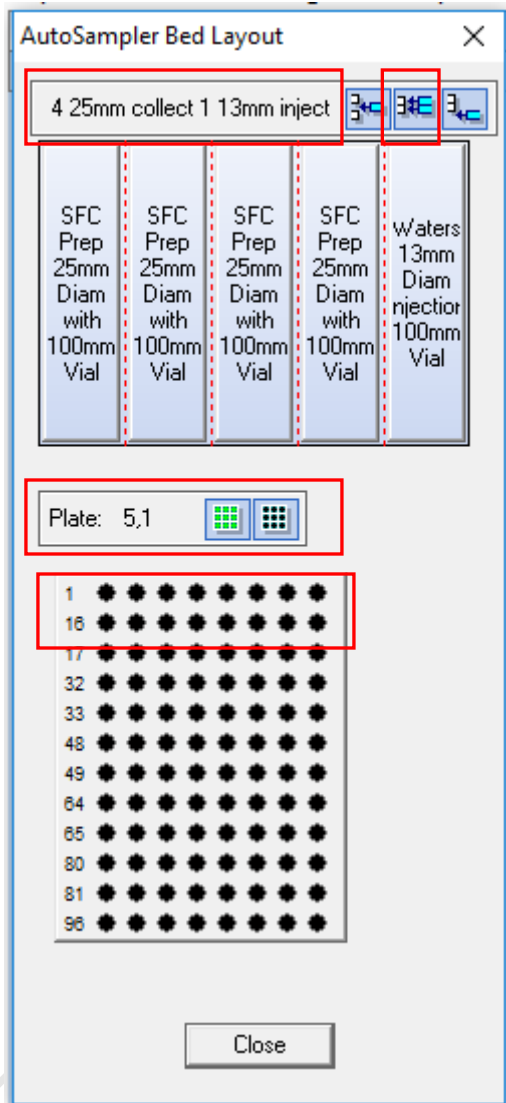 AutoSampler Bed Layout
4 25mm collect 1 13mm inject
SFC
Prep
25mm
Diam
with
100mm
Vial
SFC
Prep
25mm
Diam
with
100mm
Vial
SFC
Prep
25mm
Diam
with
100mm
Vial
SFC
Prep
25mm
Diam
with
100mm
Vial
Waters
13mm
Diam
njection
100mm
Vial
Plate: 5,1
1
16
17
32
33
48
49
64
65
80
81
96
Close